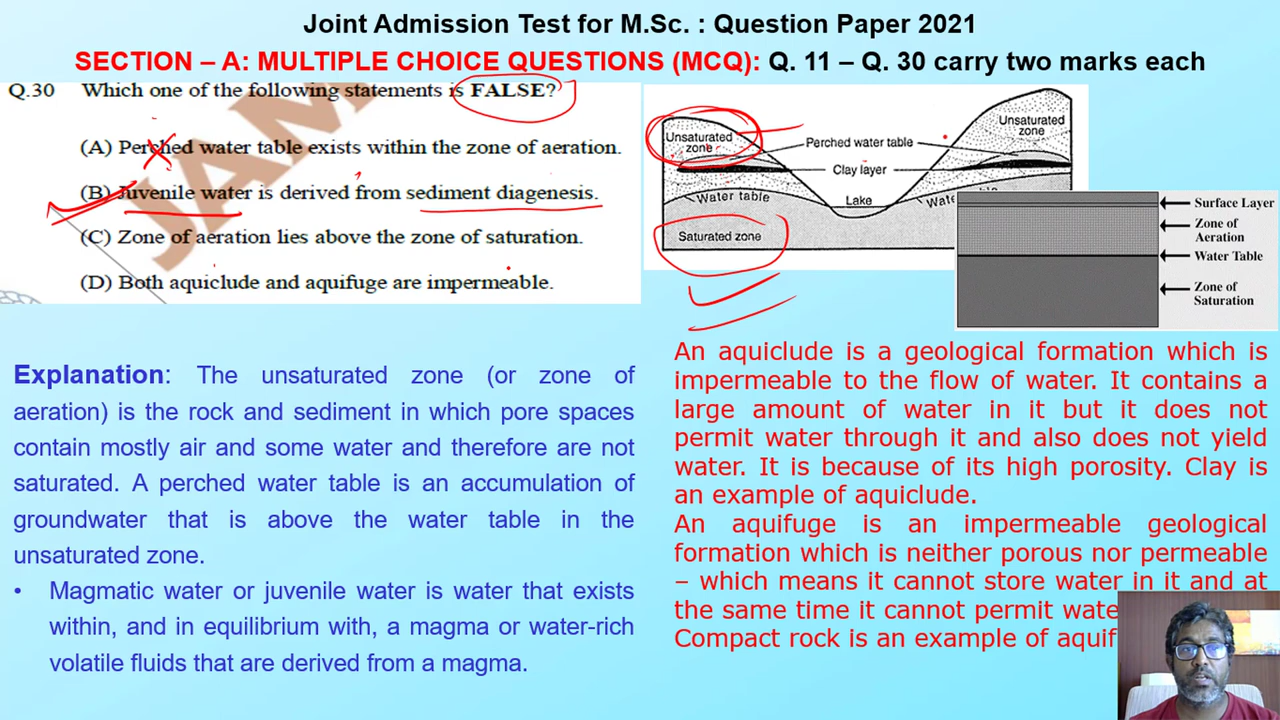 Joint Admission Test for M.Sc. : Question Paper 2021
SECTION – A: MULTIPLE CHOICE QUESTIONS (MCQ): Q. 11 – Q. 30 carry two marks each
Q.30 Which one of the following statements is FALSE?
(A) Perched water table exists within the zone of aeration.
(B) Juvenile water is derived from sediment diagenesis.
(C) Zone of aeration lies above the zone of saturation.
(D) Both aquiclude and aquifuge are impermeable.
JAM
Unsaturated
zone
Perched water table
Clay layer
Water table
Lake
Saturated zone
Unsaturated
zone
Surface Layer
Zone of
Aeration
Water Table
Zone of
Saturation
Explanation: The unsaturated zone (or zone of
aeration) is the rock and sediment in which pore spaces
contain mostly air and some water and therefore are not
saturated. A perched water table is an accumulation of
groundwater that is above the water table in the
unsaturated zone.
• Magmatic water or juvenile water is water that exists
within, and in equilibrium with, a magma or water-rich
volatile fluids that are derived from a magma.
An aquiclude is a geological formation which is
impermeable to the flow of water. It contains a
large amount of water in it but it does not
permit water through it and also does not yield
water. It is because of its high porosity. Clay is
an example of aquiclude.
An aquifuge is an impermeable geological
formation which is neither porous nor permeable
– which means it cannot store water in it and at
the same time it cannot permit wate
Compact rock is an example of aquif